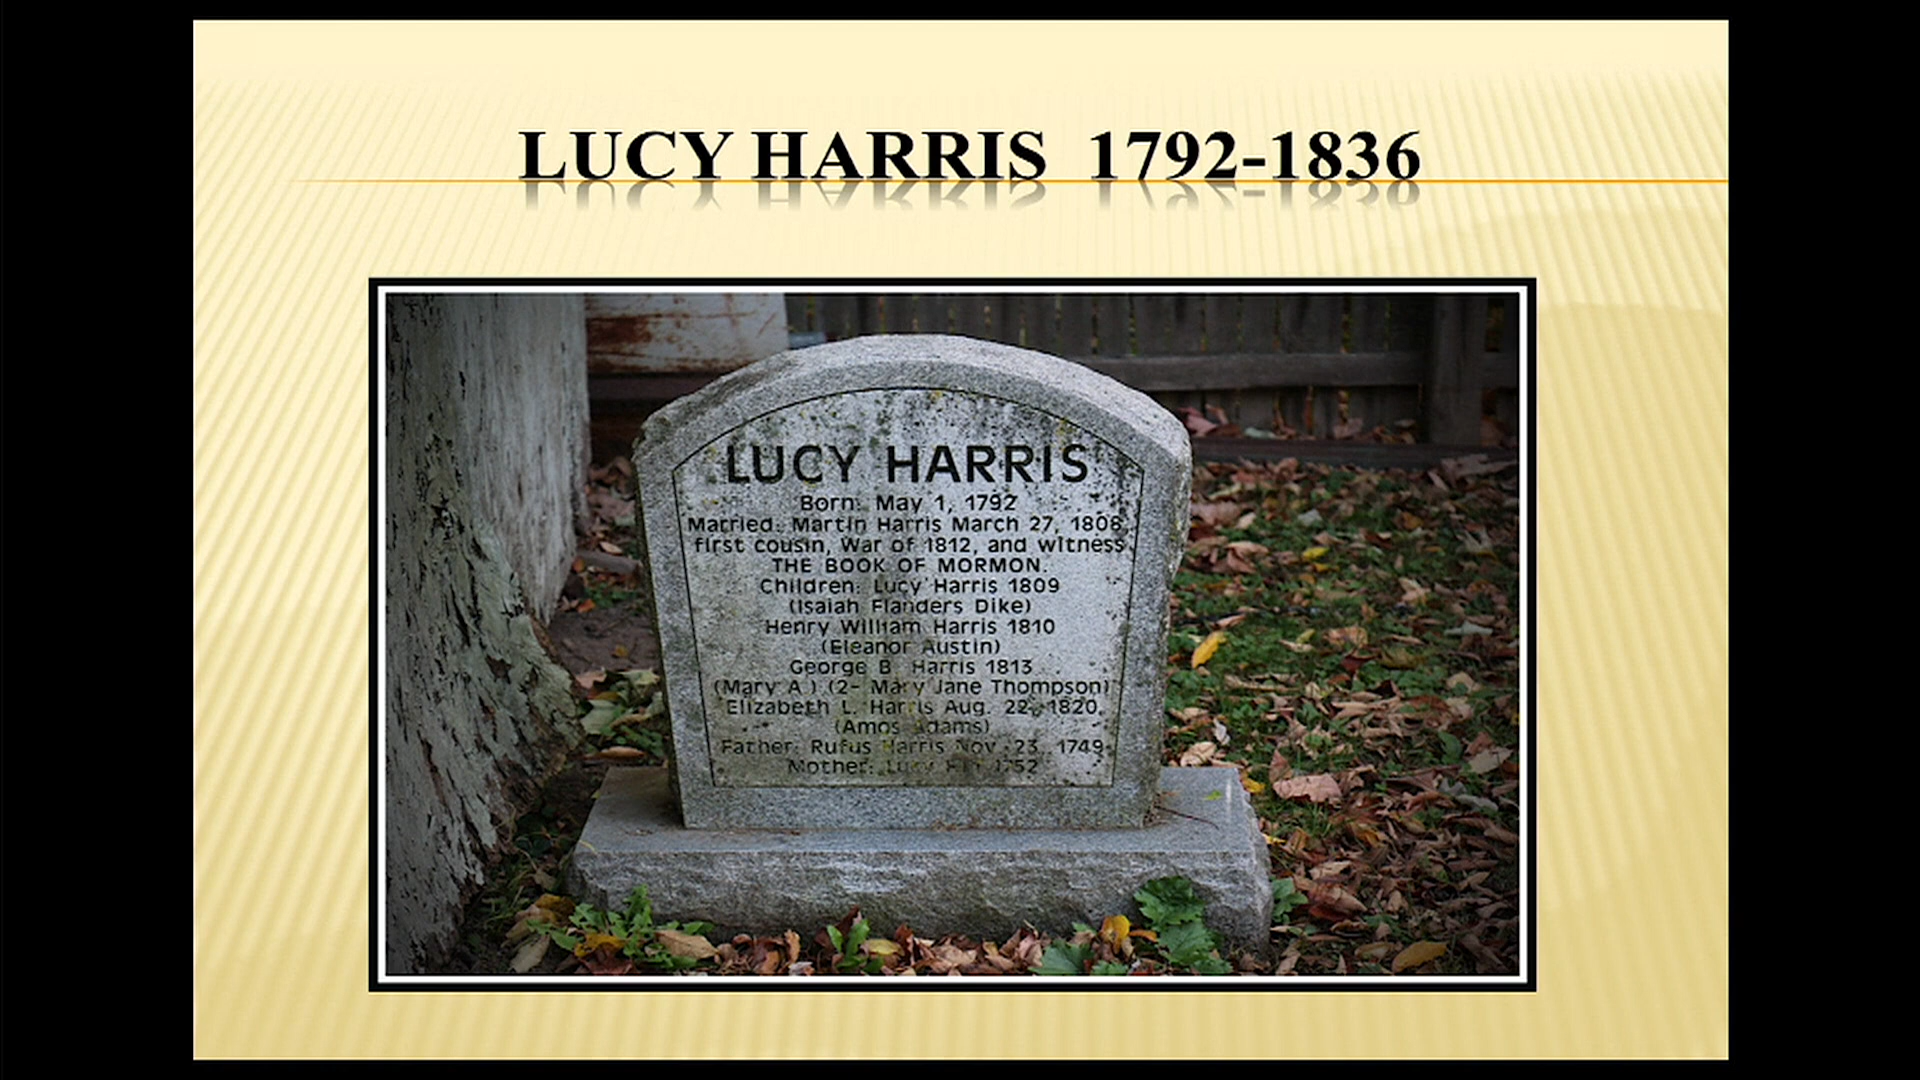 LUCY HARRIS 1792-1836
LUCY HARRIS
Born: May 1, 1792
Married: Martin Harris March 27, 1808,
first cousin, War of 1812, and witness
THE BOOK OF MORMON.
Children: Lucy Harris 1809
(Isaiah Flanders Dike)
Henry William Harris 1810
(Eleanor Austin)
George B. Harris 1813
(Mary A.) (2- Mary Jane Thompson)
Elizabeth L. Harris Aug. 22, 1820,
(Amos Adams)
Father: Rufus Harris Nov. 23, 1749
Mother: Lucy 1752